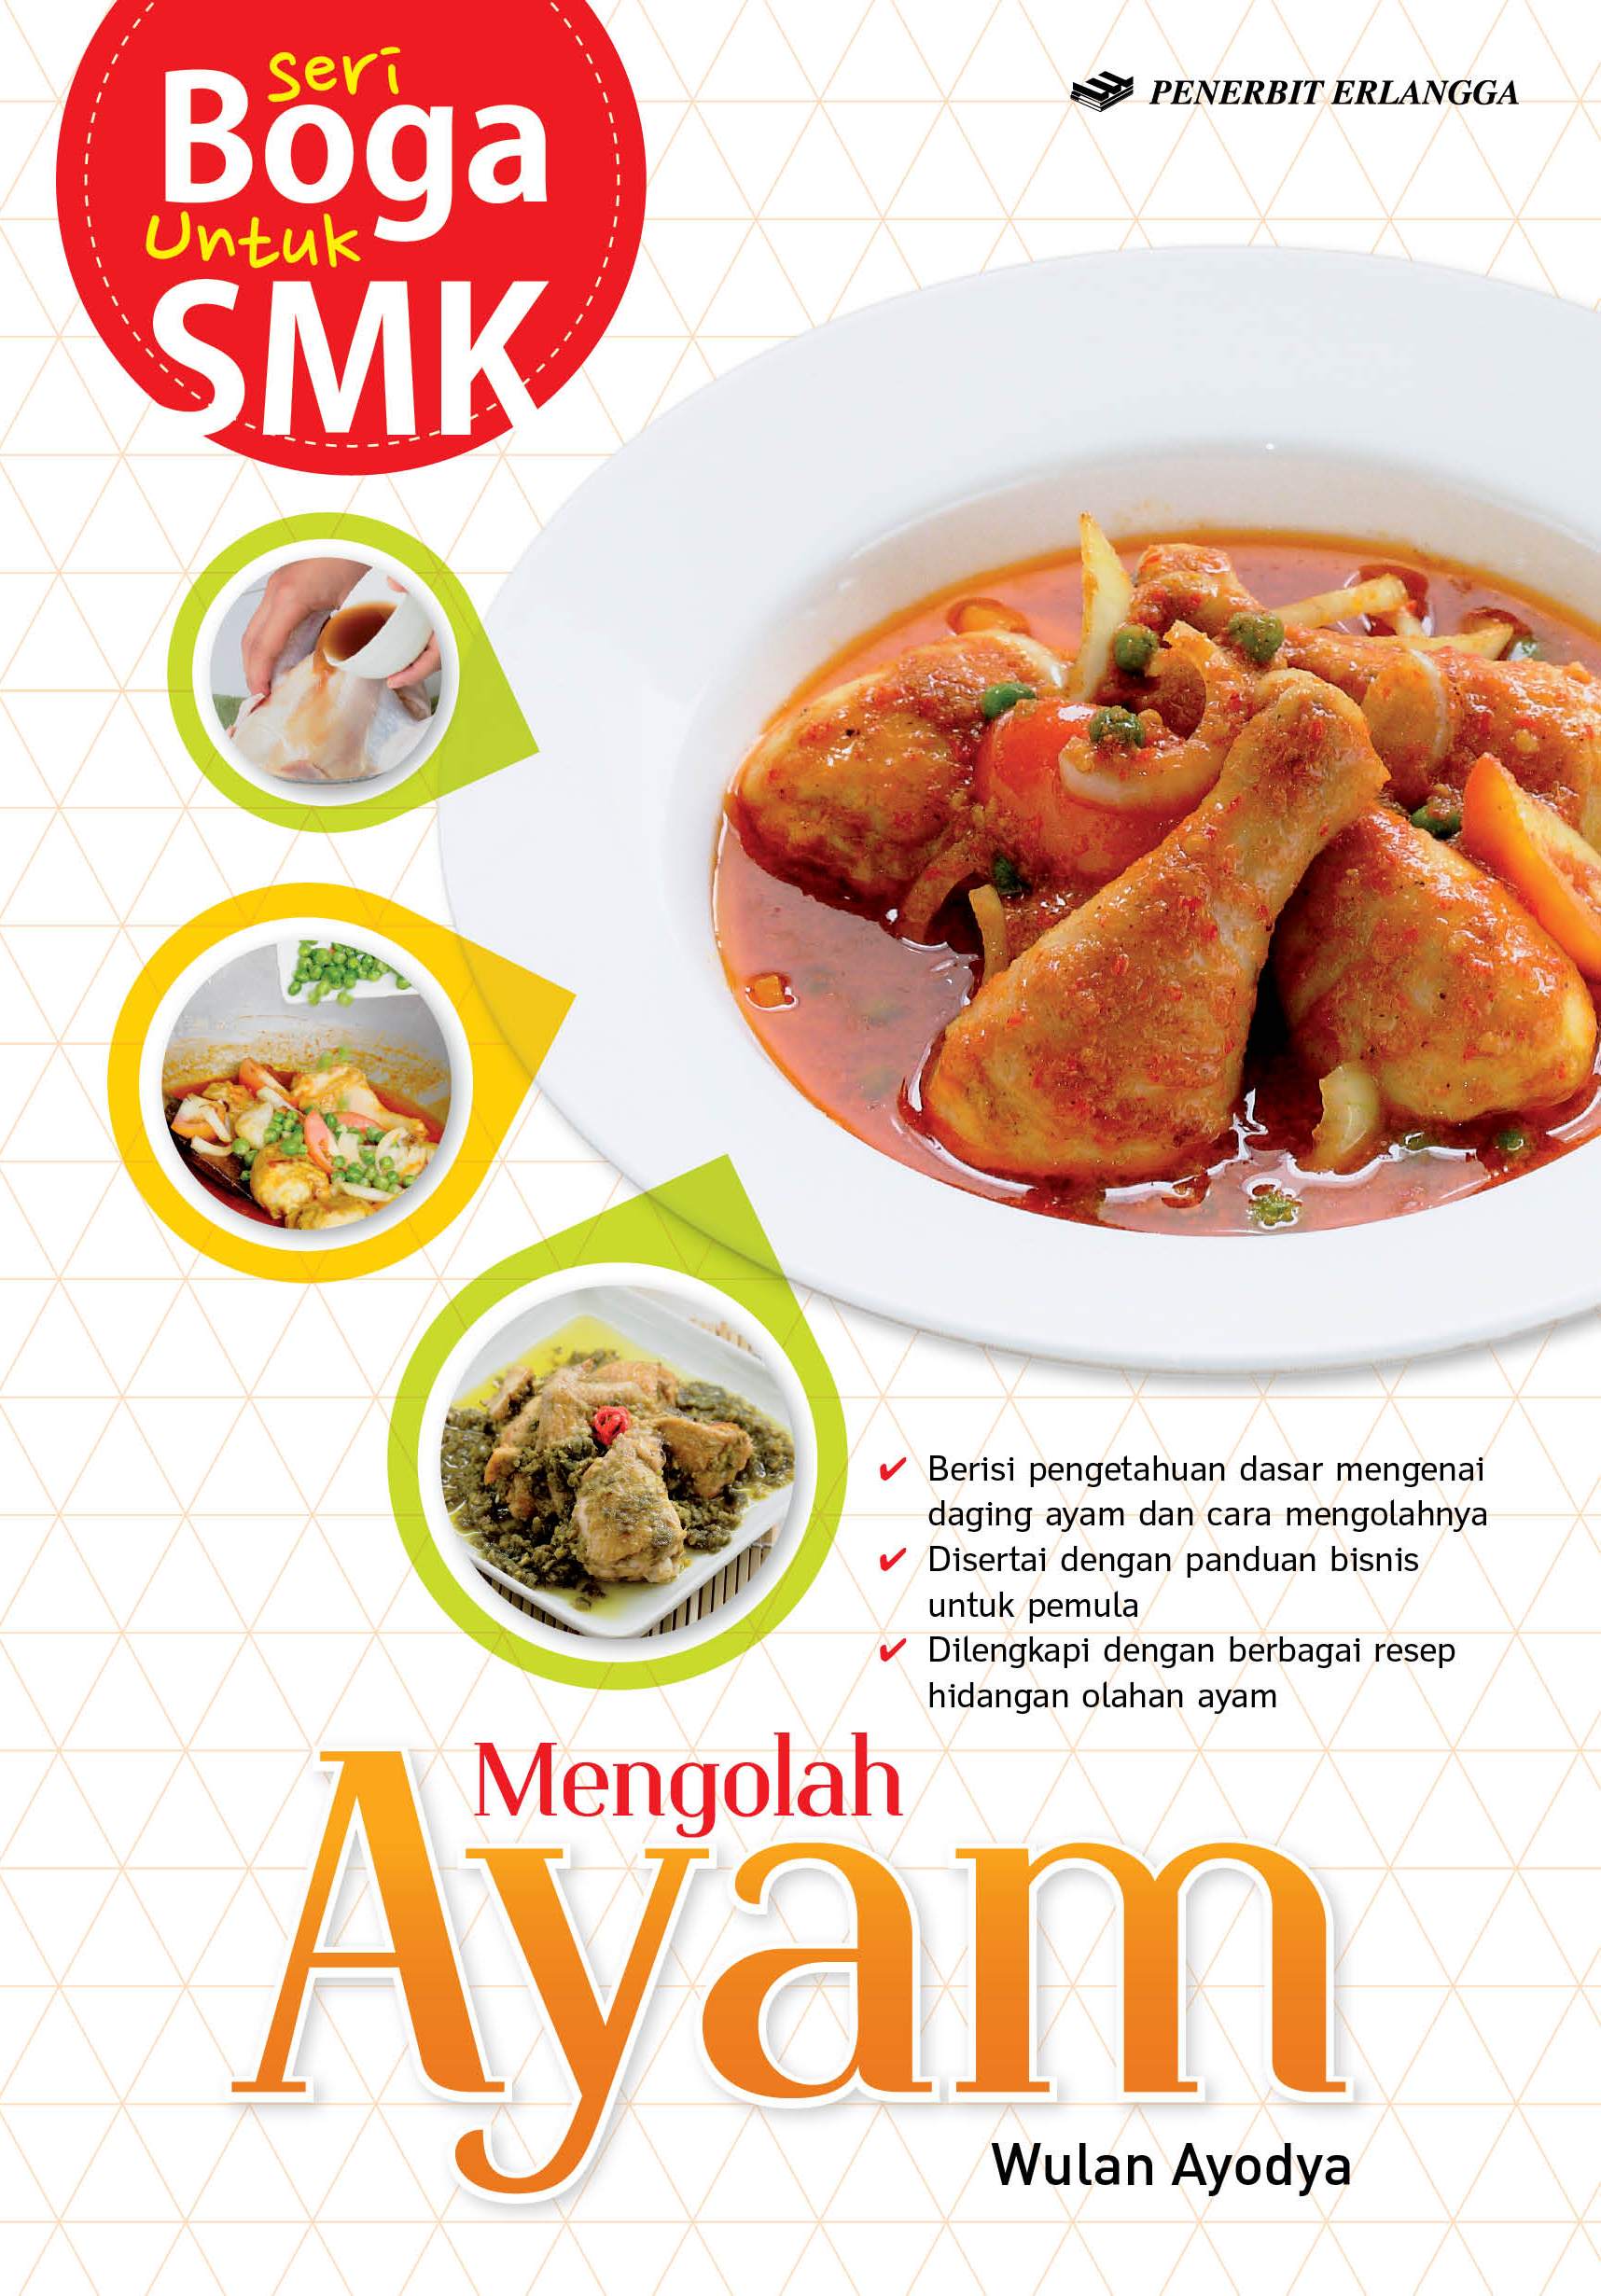 Seri
Boga
Untuk
SMK
PENERBIT ERLANGGA
✔ Berisi pengetahuan dasar mengenai
daging ayam dan cara mengolahnya
✔ Disertai dengan panduan bisnis
untuk pemula
✔ Dilengkapi dengan berbagai resep
hidangan olahan ayam
Mengolah
Ayam
Wulan Ayodya